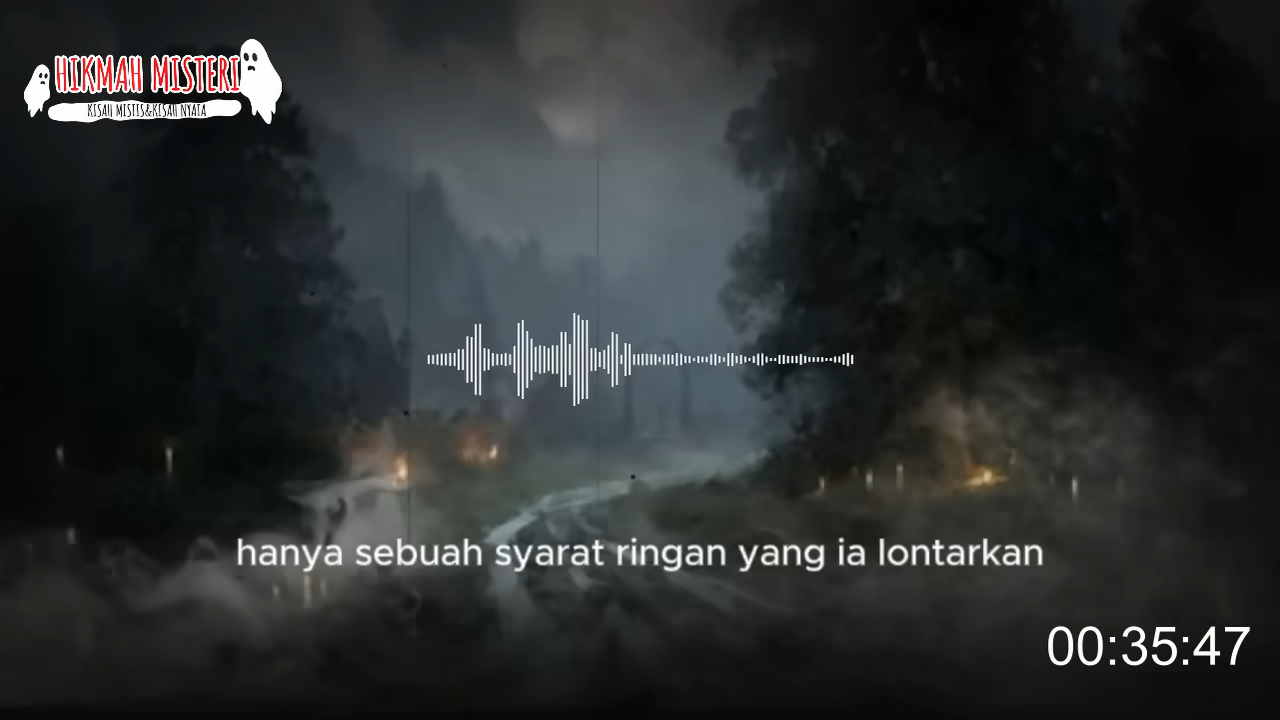 HIKMAH MISTERI
KISAH MISTIS&KISAH NYATA
hanya sebuah syarat ringan yang ia lontarkan
00:35:47